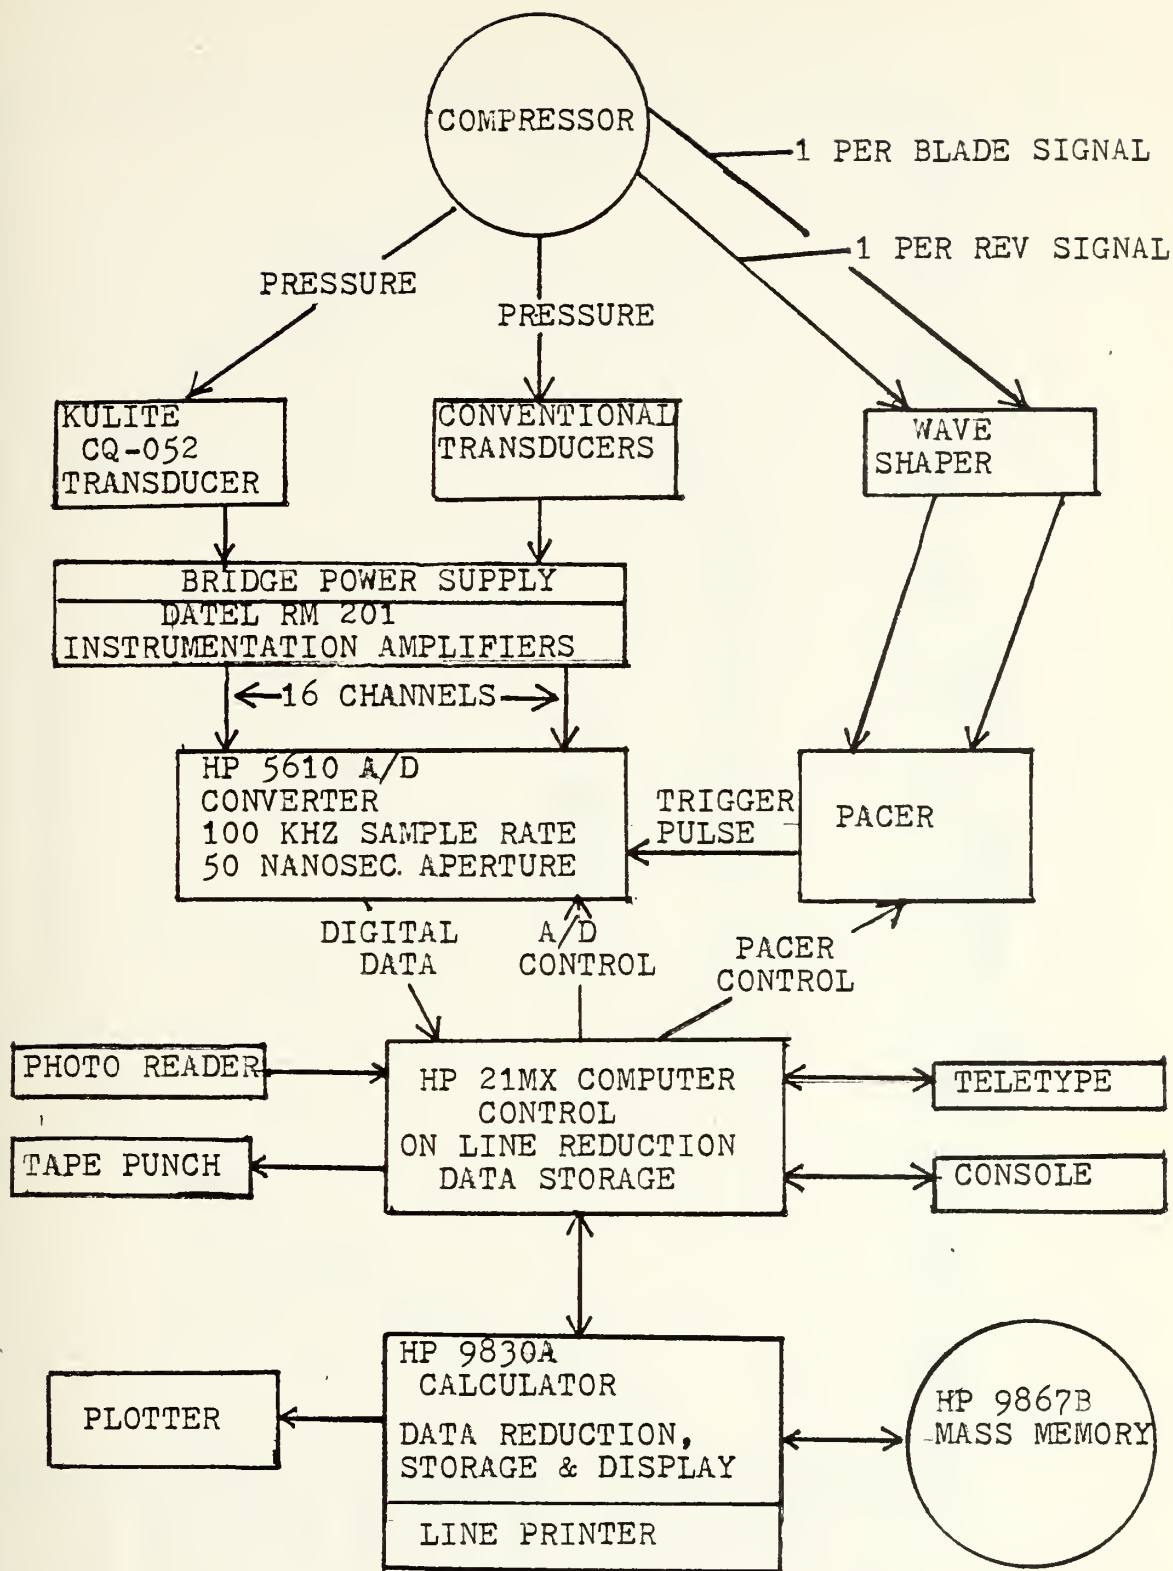 COMPRESSOR
1 PER BLADE SIGNAL
1 PER REV SIGNAL
PRESSURE
PRESSURE
KULITE
CQ-052
TRANSDUCER
CONVENTIONAL
TRANSDUCERS
WAVE
SHAPER
BRIDGE POWER SUPPLY
DATEL RM 201
INSTRUMENTATION AMPLIFIERS
16 CHANNELS
HP 5610 A/D
CONVERTER
100 KHZ SAMPLE RATE
50 NANOSEC. APERTURE
TRIGGER
PULSE
PACER
DIGITAL
DATA
A/D
CONTROL
PACER
CONTROL
PHOTO READER
TAPE PUNCH
HP 21MX COMPUTER
CONTROL
ON LINE REDUCTION
DATA STORAGE
TELETYPE
CONSOLE
PLOTTER
HP 9830A
CALCULATOR
DATA REDUCTION,
STORAGE & DISPLAY
LINE PRINTER
HP 9867B
MASS MEMORY